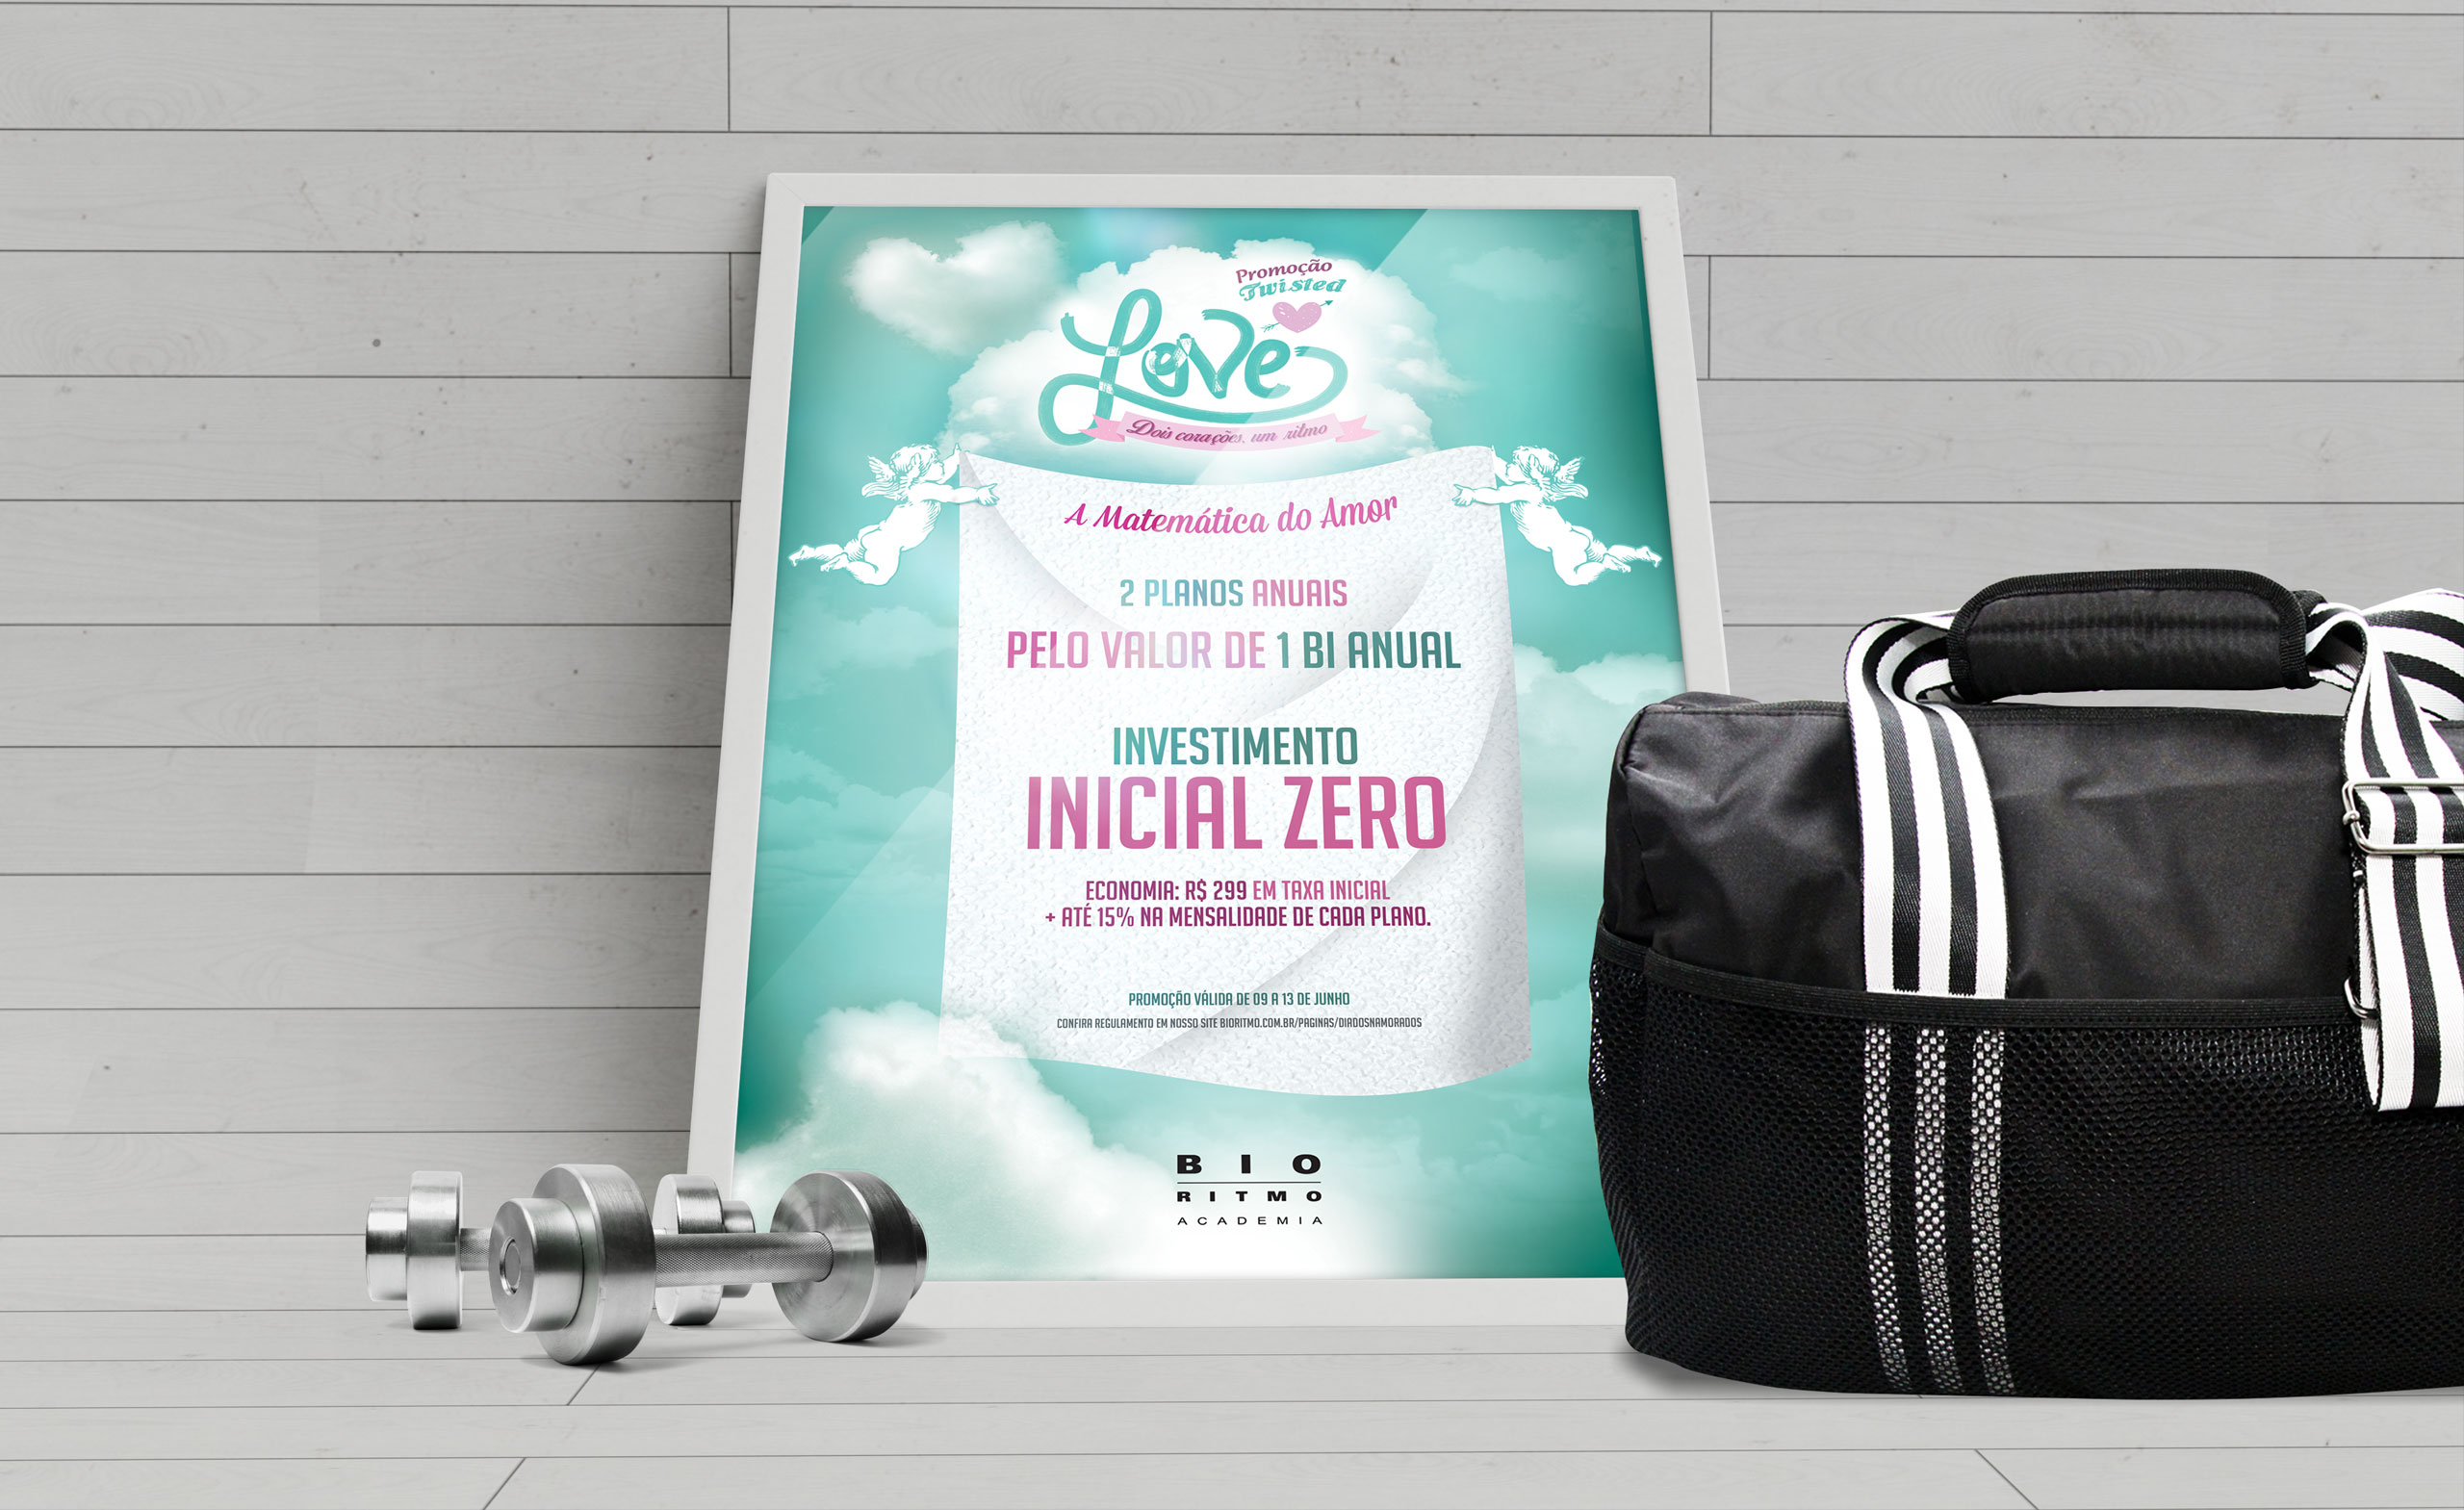 Promoção
Twisted
Love
Dois corações, um ritmo
A Matemática do Amor
2 PLANOS ANUAIS
PELO VALOR DE 1 BI ANUAL
INVESTIMENTO
INICIAL ZERO
ECONOMIA: R$ 299 EM TAXA INICIAL
+ ATÉ 15% NA MENSALIDADE DE CADA PLANO.
PROMOÇÃO VÁLIDA DE 09 A 13 DE JUNHO
CONFIRA REGULAMENTO EM NOSSO SITE BIORITMO.COM.BR/PAGINAS/DIADOSNAMORADOS
BIO
RITMO
ACADEMIA